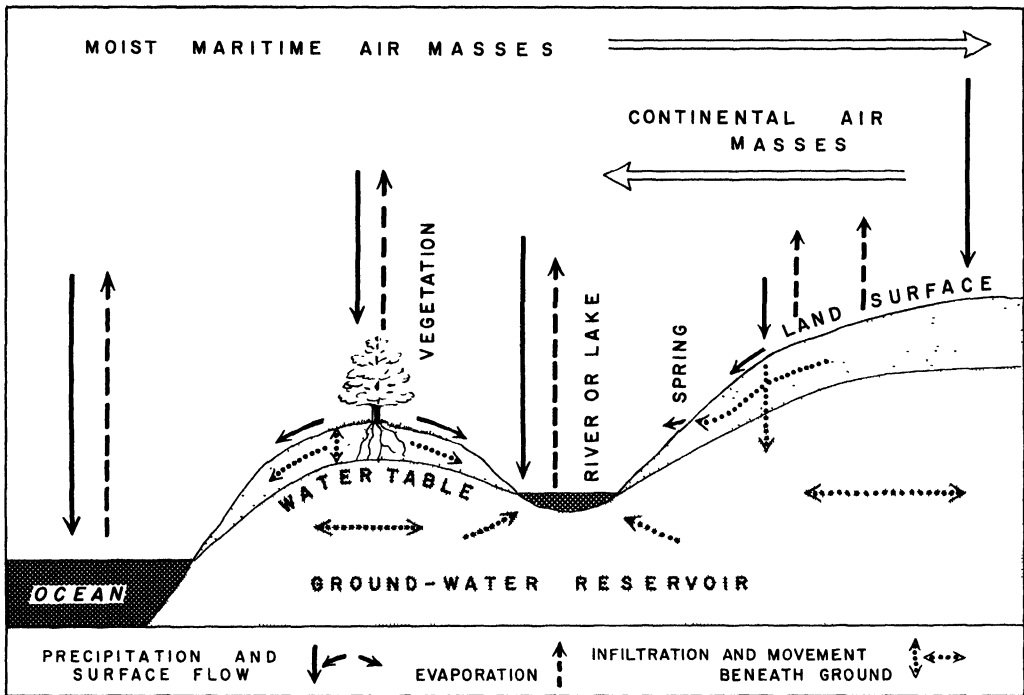 MOIST MARITIME AIR MASSES
CONTINENTAL AIR
MASSES
VEGETATION
RIVER OR LAKE
SPRING
LAND SURFACE
WATER TABLE
GROUND-WATER RESERVOIR
OCEAN
PRECIPITATION AND
SURFACE FLOW
EVAPORATION
INFILTRATION AND MOVEMENT
BENEATH GROUND